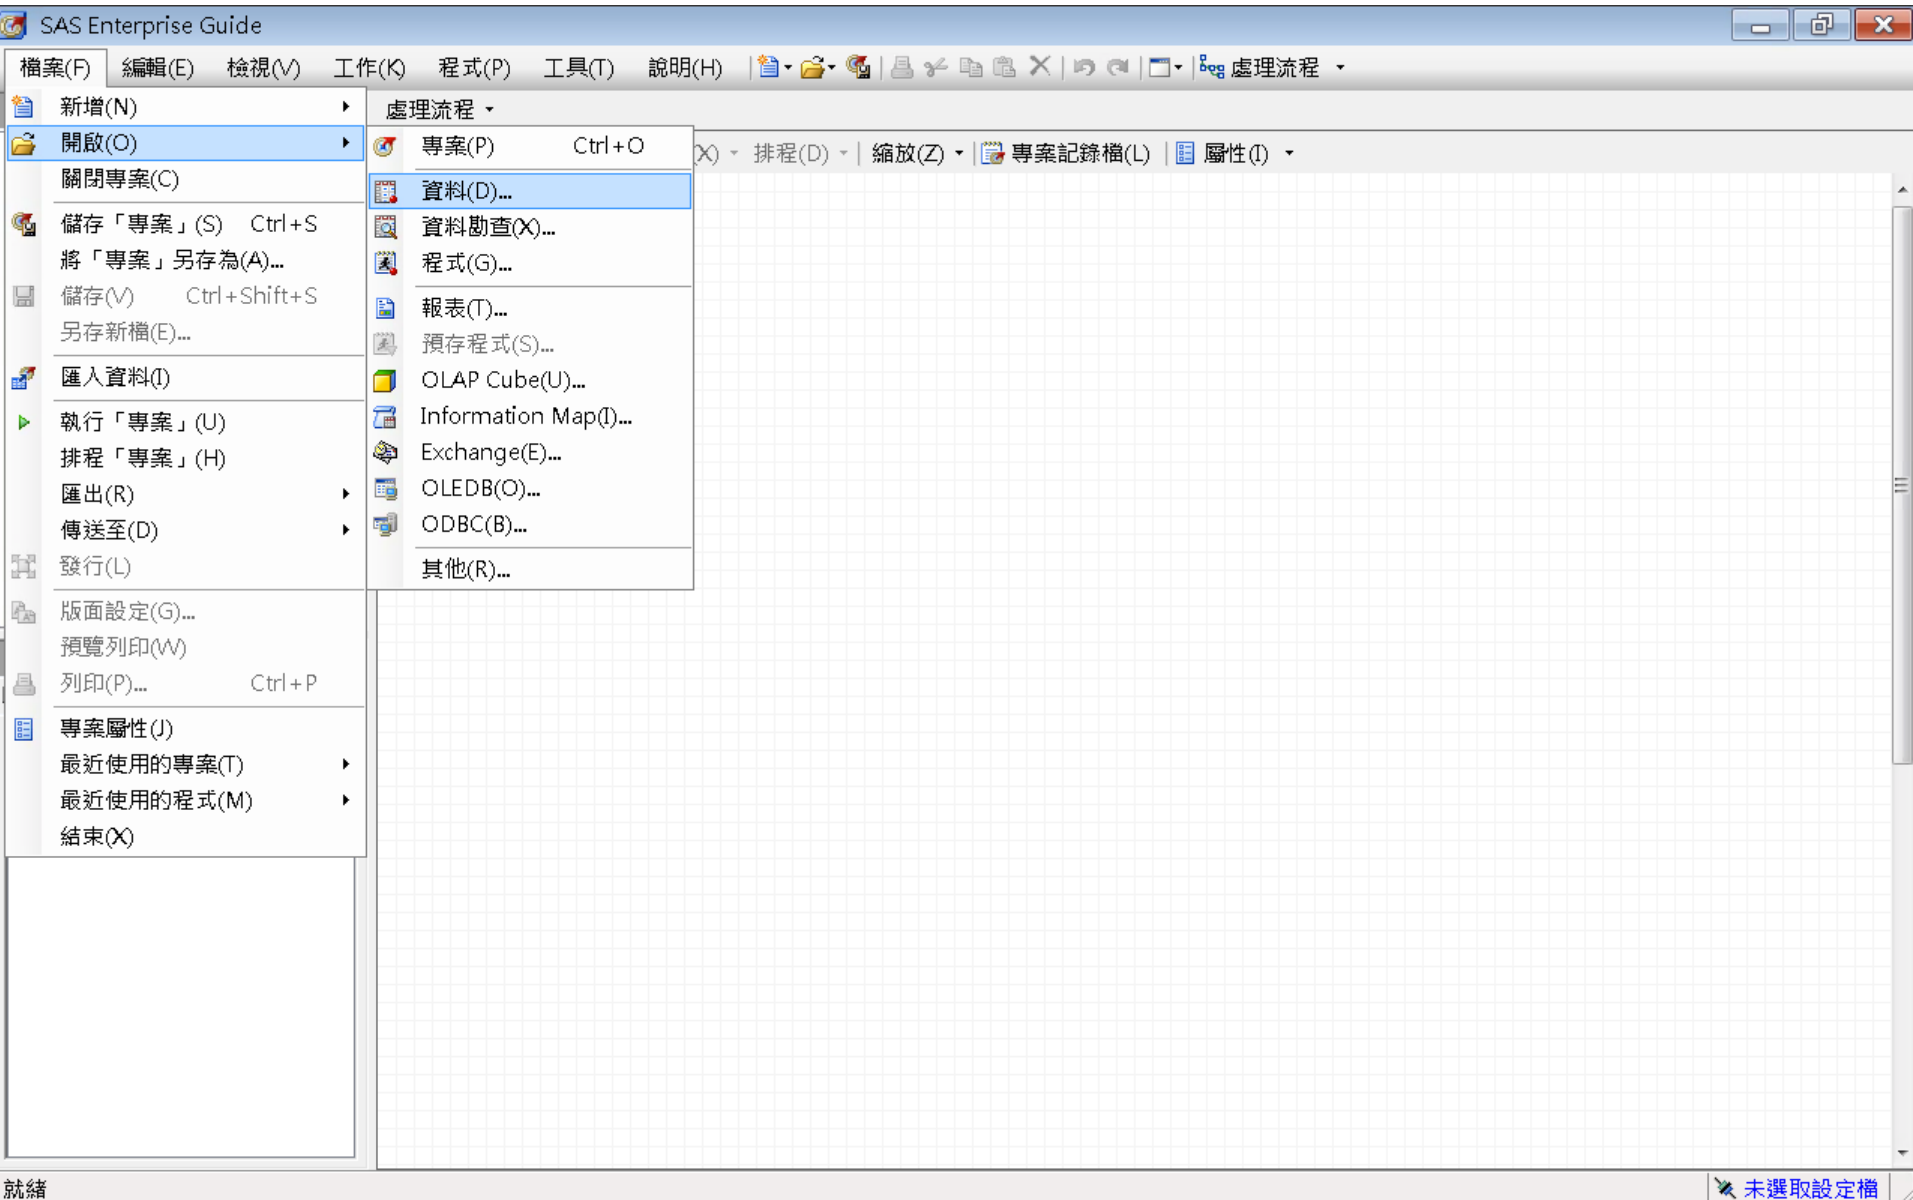 SAS Enterprise Guide
檔案(F) 編輯(E) 檢視(V) 工作(K) 程式(P) 工具(T) 說明(H) 處理流程
新增(N)
開啟(O)
關閉專案(C)
儲存「專案」(S) Ctrl+S
將「專案」另存為(A)...
儲存(V) Ctrl+Shift+S
另存新檔(E)...
匯入資料(I)
執行「專案」(U)
排程「專案」(H)
匯出(R)
傳送至(D)
發行(L)
版面設定(G)...
預覽列印(W)
列印(P)... Ctrl+P
專案屬性(J)
最近使用的專案(T)
最近使用的程式(M)
結束(X)
處理流程
(X) 排程(D) 縮放(Z) 專案記錄檔(L) 屬性(I)
專案(P) Ctrl+O
資料(D)...
資料勘查(X)...
程式(G)...
報表(T)...
預存程式(S)...
OLAP Cube(U)...
Information Map(I)...
Exchange(E)...
OLEDB(O)...
ODBC(B)...
其他(R)...
就緒
未選取設定檔